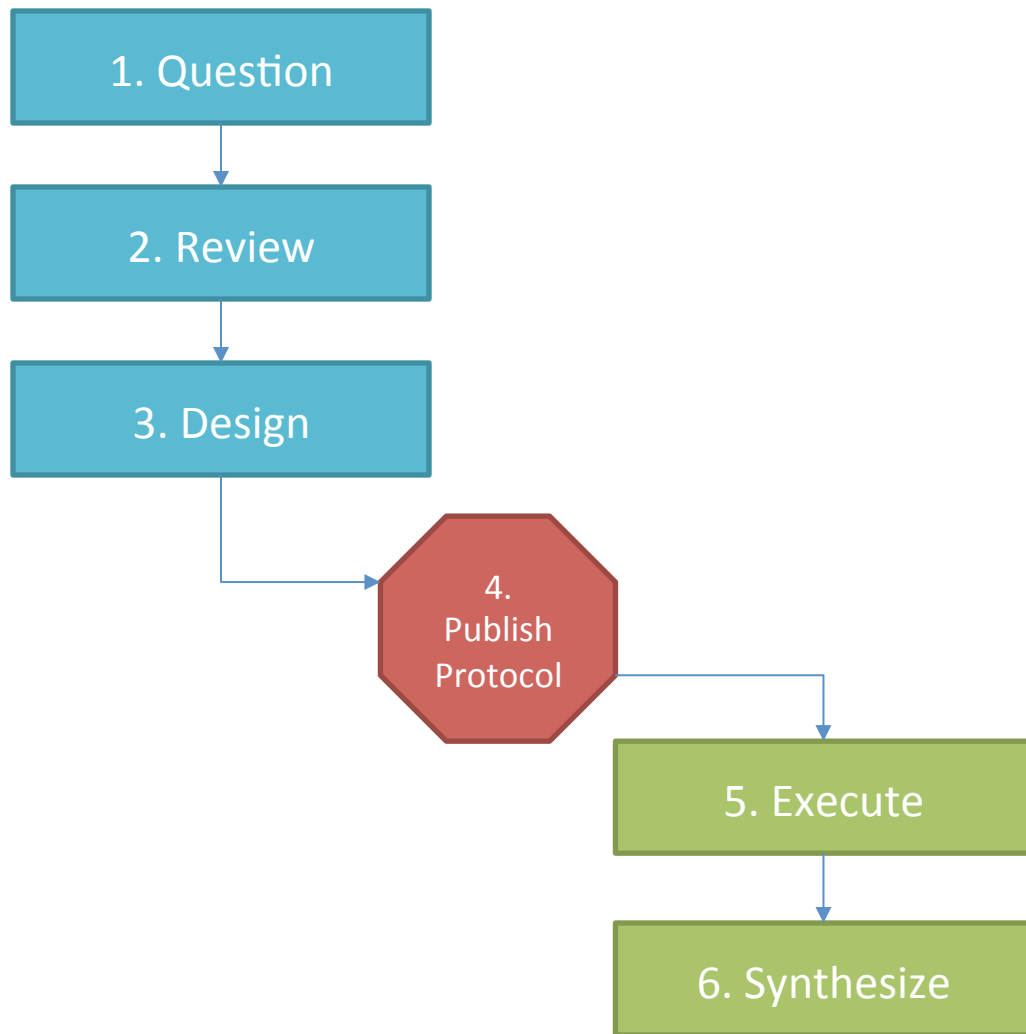 1. Question
2. Review
3. Design
4.
Publish
Protocol
5. Execute
6. Synthesize